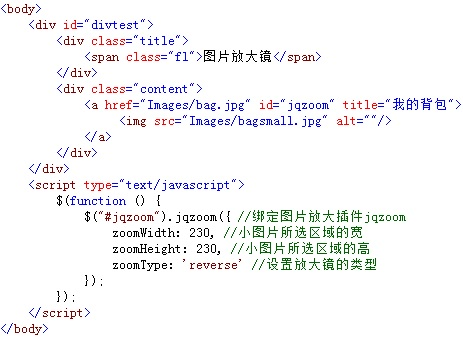 <body>
    <div id="divtest">
        <div class="title">
            <span class="fl">图片放大镜</span>
        </div>
        <div class="content">
            <a href="Images/bag.jpg" id="jqzoom" title="我的背包">
                <img src="Images/bagsmall.jpg" alt=""/>
            </a>
        </div>
    </div>
    <script type="text/javascript">
        $(function () {
            $("#jqzoom").jqzoom({ //绑定图片放大插件jqzoom
                zoomWidth: 230, //小图片所选区域的宽
                zoomHeight: 230, //小图片所选区域的高
                zoomType: 'reverse' //设置放大镜的类型
            });
        });
    </script>
</body>